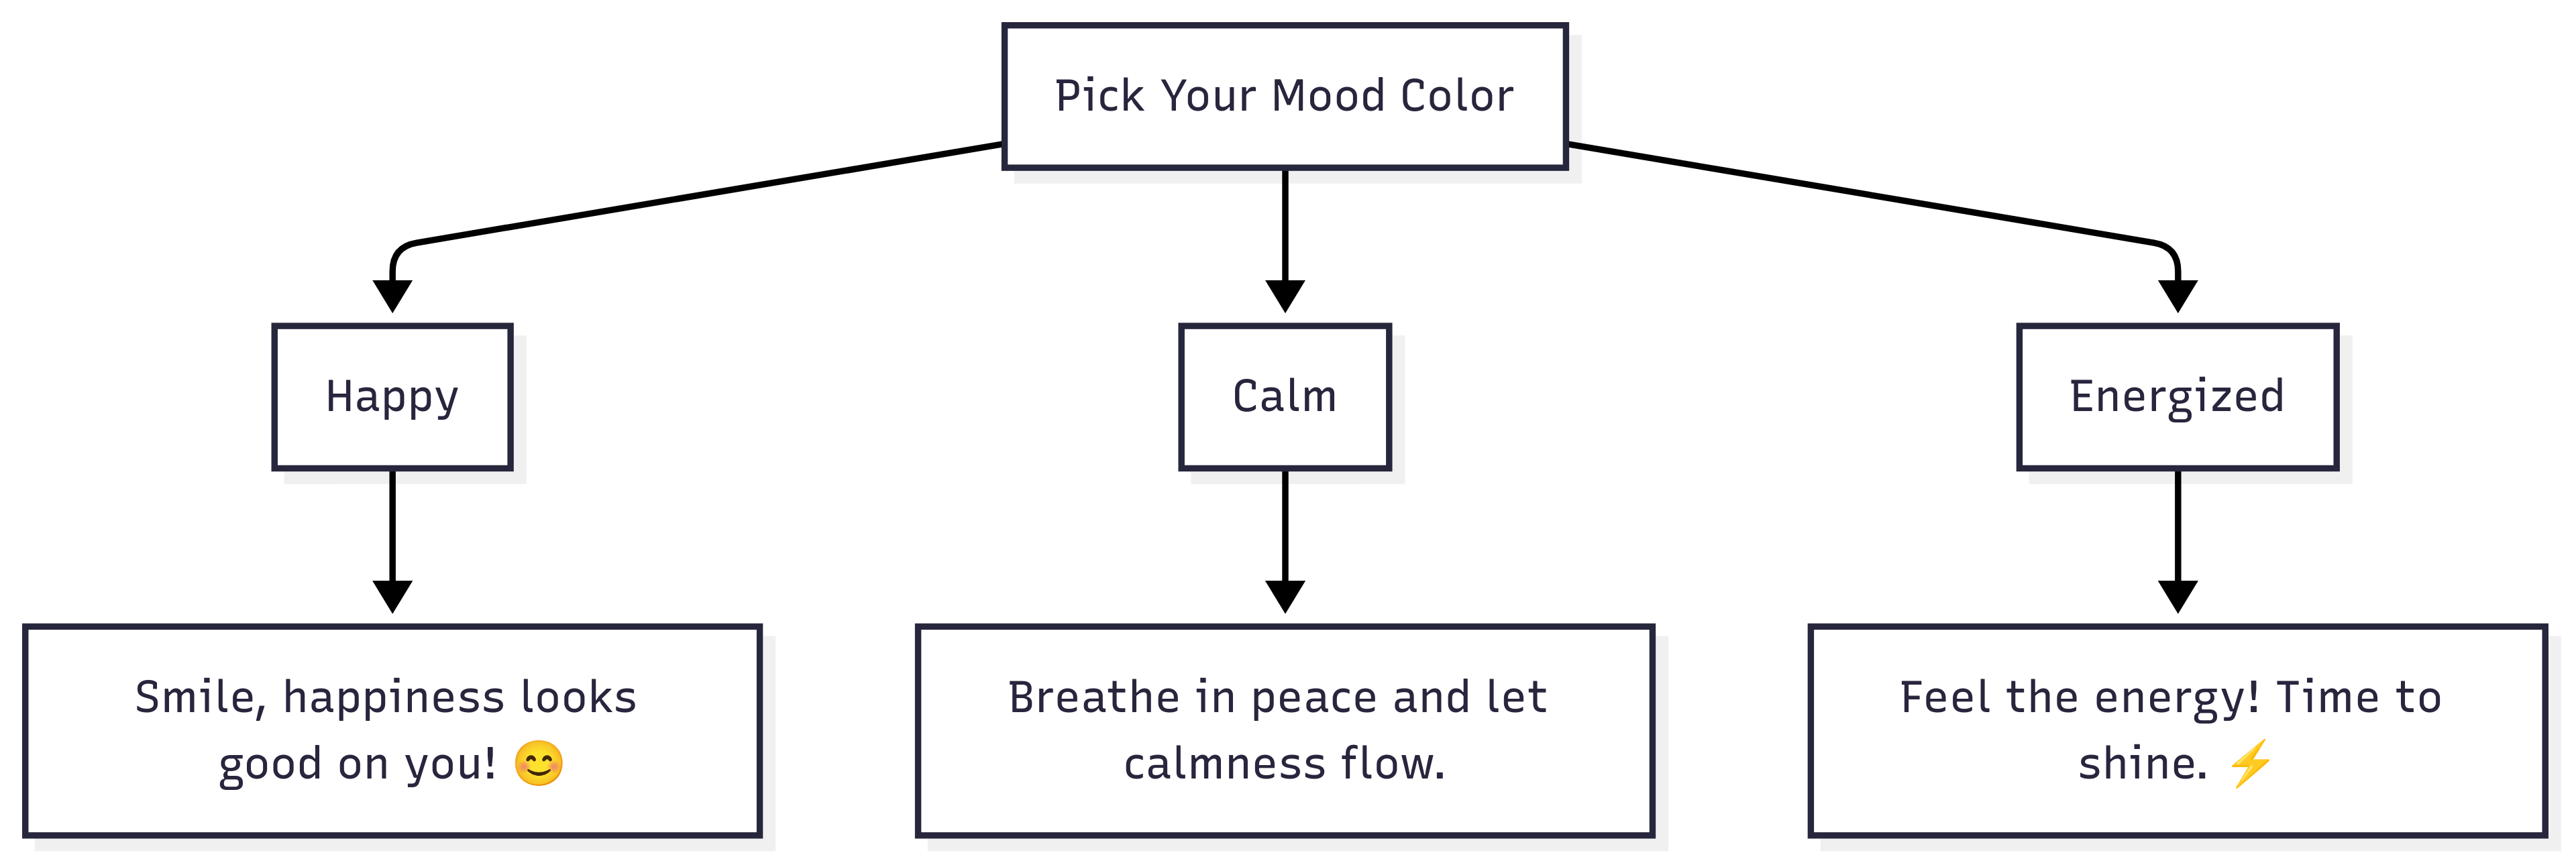 Pick Your Mood Color
Happy
Calm
Energized
Smile, happiness looks
good on you! 😊
Breathe in peace and let
calmness flow.
Feel the energy! Time to
shine. ⚡